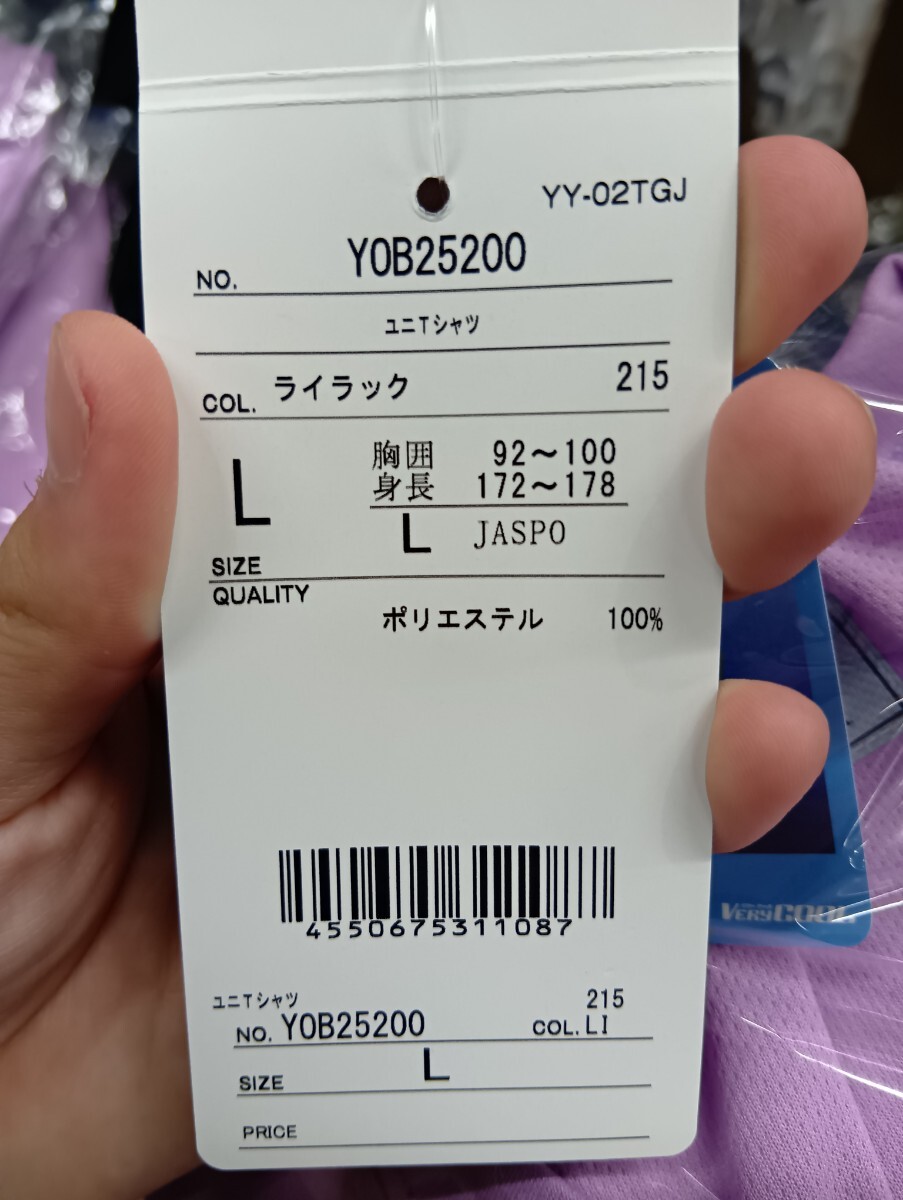 YY-02TGJ
NO. YOB25200
ユニTシャツ
COL. ライラック 215
胸囲 92〜100
身長 172〜178
L
L JASPO
SIZE
QUALITY
ポリエステル 100%
4550675311087
VERYCOOL
ユニTシャツ 215
NO. YOB25200 COL. LI
SIZE L
PRICE